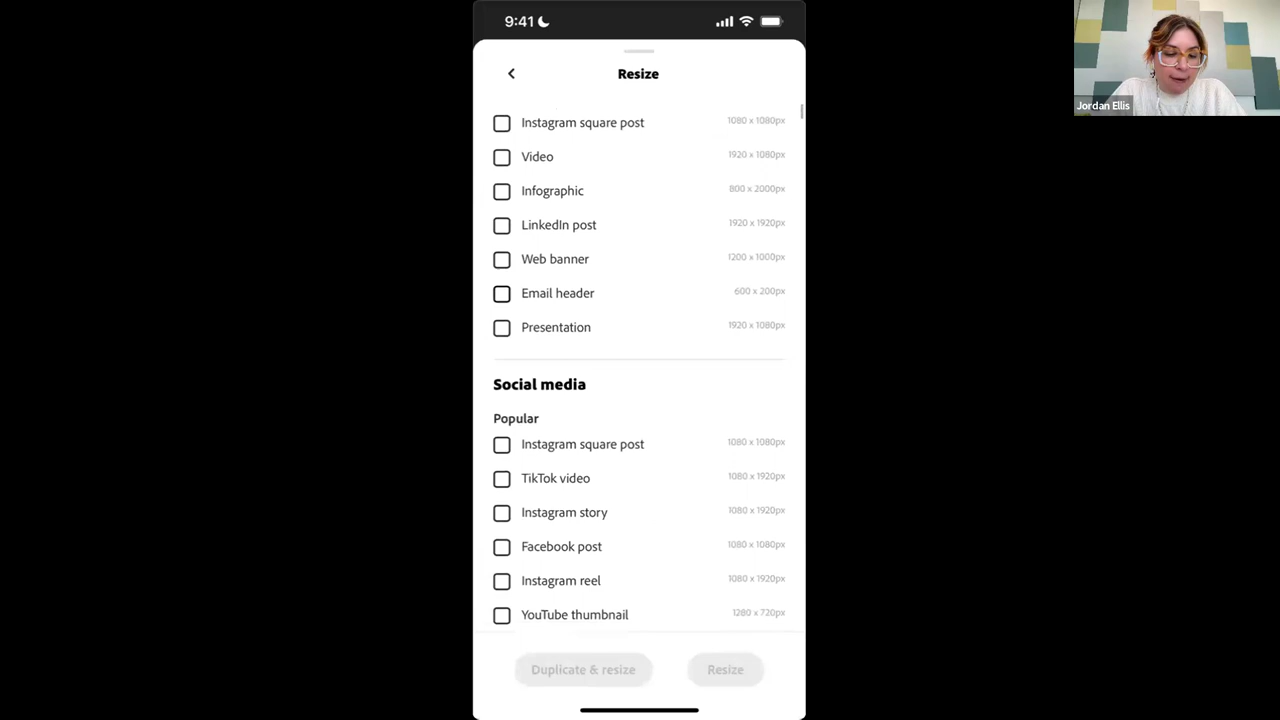 9:41
Resize
Instagram square post 1080 x 1080px
Video 1920 x 1080px
Infographic 800 x 2000px
LinkedIn post 1920 x 1920px
Web banner 1200 x 1000px
Email header 600 x 200px
Presentation 1920 x 1080px
Social media
Popular
Instagram square post 1080 x 1080px
TikTok video 1080 x 1920px
Instagram story 1080 x 1920px
Facebook post 1080 x 1080px
Instagram reel 1080 x 1920px
YouTube thumbnail 1280 x 720px
Duplicate & resize Resize
Jordan Ellis